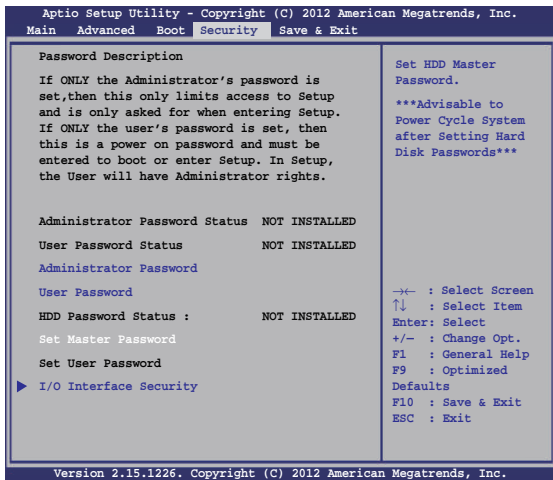 Aptio Setup Utility - Copyright (C) 2012 American Megatrends, Inc.
Main Advanced Boot Security Save & Exit
Password Description
If ONLY the Administrator's password is
set,then this only limits access to Setup
and is only asked for when entering Setup.
If ONLY the user's password is set, then
this is a power on password and must be
entered to boot or enter Setup. In Setup,
the User will have Administrator rights.
Administrator Password Status NOT INSTALLED
User Password Status NOT INSTALLED
Administrator Password
User Password
HDD Password Status : NOT INSTALLED
Set Master Password
Set User Password
I/O Interface Security
Set HDD Master
Password.
***Advisable to
Power Cycle System
after Setting Hard
Disk Passwords***
→← : Select Screen
↑↓ : Select Item
Enter: Select
+/— : Change Opt.
F1 : General Help
F9 : Optimized
Defaults
F10 : Save & Exit
ESC : Exit
Version 2.15.1226. Copyright (C) 2012 American Megatrends, Inc.